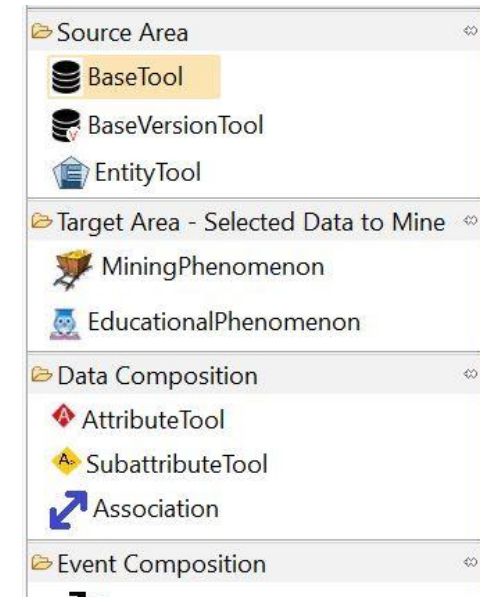 Source Area
BaseTool
BaseVersionTool
EntityTool
Target Area - Selected Data to Mine
MiningPhenomenon
EducationalPhenomenon
Data Composition
AttributeTool
SubattributeTool
Association
Event Composition